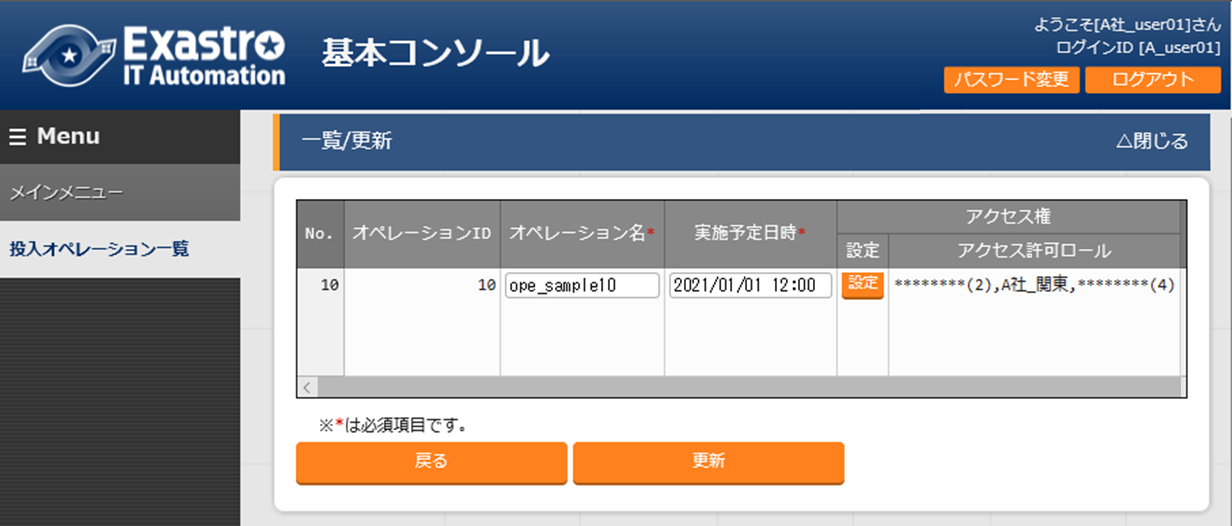 Exastro
IT Automation
基本コンソール
ようこそ[A社_user01]さん
ログインID [A_user01]
パスワード変更 ログアウト
☰ Menu
メインメニュー
投入オペレーション一覧
一覧/更新 △閉じる
No. オペレーションID オペレーション名* 実施予定日時* アクセス権
設定 アクセス許可ロール
10 10 ope_sample10 2021/01/01 12:00 設定 ********(2),A社_関東,********(4)
※*は必須項目です。
戻る 更新